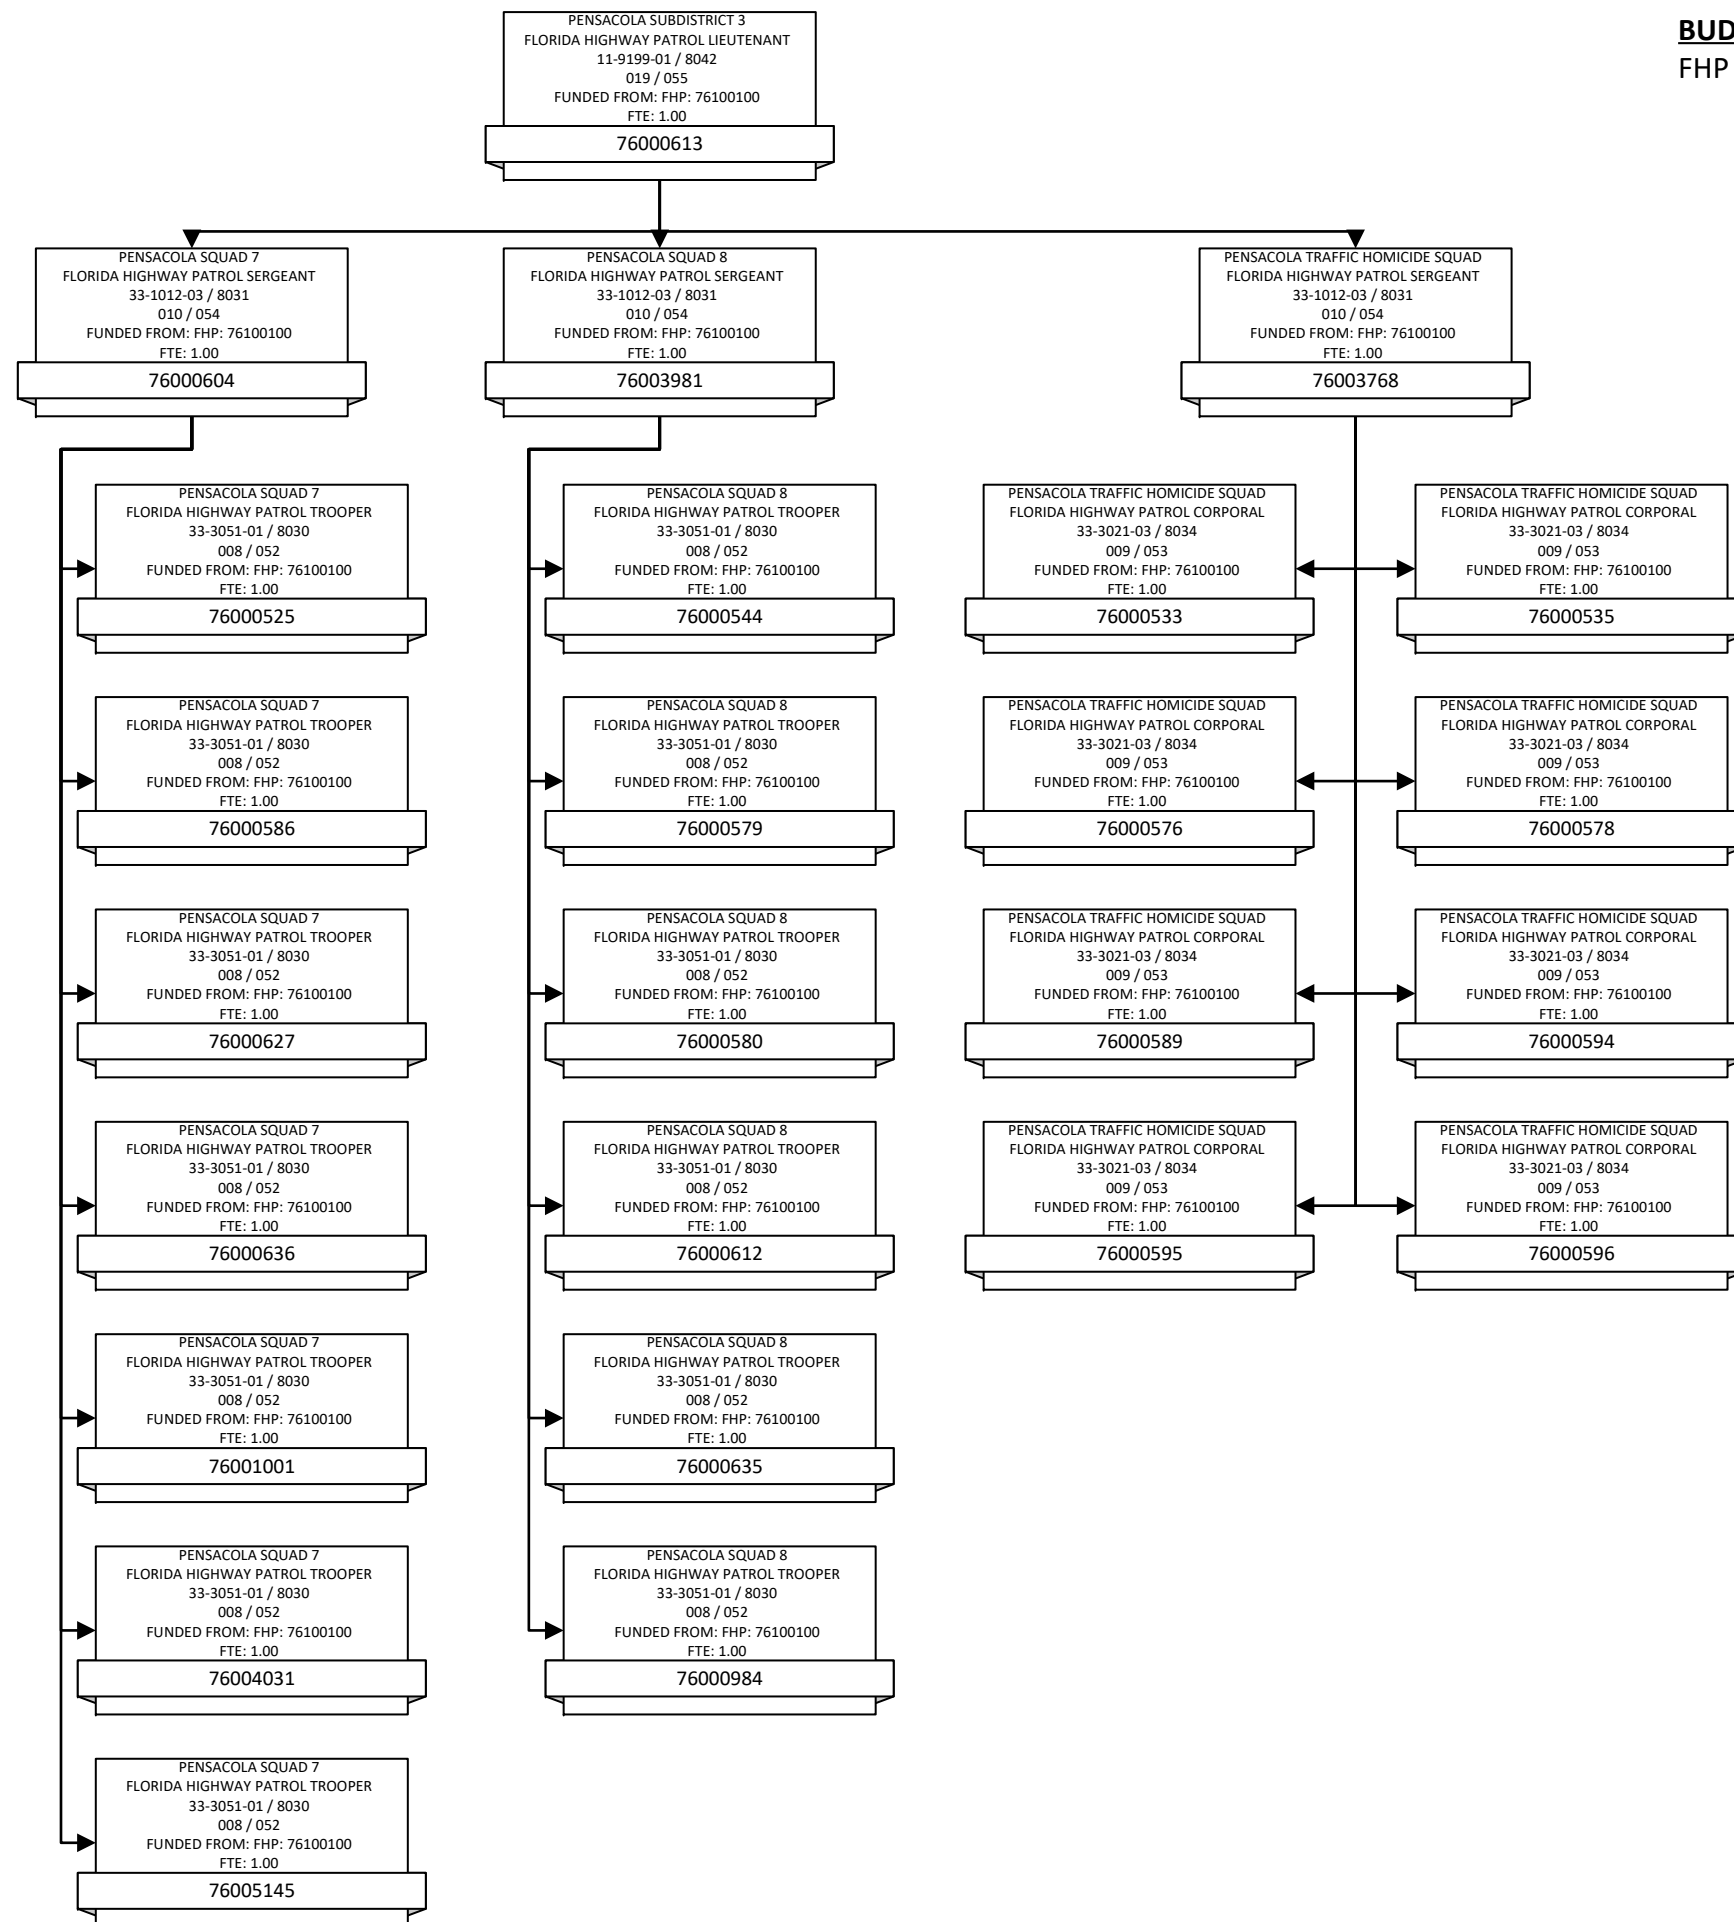 BUD
FHP
PENSACOLA SUBDISTRICT 3
FLORIDA HIGHWAY PATROL LIEUTENANT
11-9199-01 / 8042
019 / 055
FUNDED FROM: FHP: 76100100
FTE: 1.00
76000613
PENSACOLA SQUAD 7
FLORIDA HIGHWAY PATROL SERGEANT
33-1012-03 / 8031
010 / 054
FUNDED FROM: FHP: 76100100
FTE: 1.00
76000604
PENSACOLA SQUAD 8
FLORIDA HIGHWAY PATROL SERGEANT
33-1012-03 / 8031
010 / 054
FUNDED FROM: FHP: 76100100
FTE: 1.00
76003981
PENSACOLA TRAFFIC HOMICIDE SQUAD
FLORIDA HIGHWAY PATROL SERGEANT
33-1012-03 / 8031
010 / 054
FUNDED FROM: FHP: 76100100
FTE: 1.00
76003768
PENSACOLA SQUAD 7
FLORIDA HIGHWAY PATROL TROOPER
33-3051-01 / 8030
008 / 052
FUNDED FROM: FHP: 76100100
FTE: 1.00
76000525
PENSACOLA SQUAD 8
FLORIDA HIGHWAY PATROL TROOPER
33-3051-01 / 8030
008 / 052
FUNDED FROM: FHP: 76100100
FTE: 1.00
76000544
PENSACOLA TRAFFIC HOMICIDE SQUAD
FLORIDA HIGHWAY PATROL CORPORAL
33-3021-03 / 8034
009 / 053
FUNDED FROM: FHP: 76100100
FTE: 1.00
76000533
PENSACOLA TRAFFIC HOMICIDE SQUAD
FLORIDA HIGHWAY PATROL CORPORAL
33-3021-03 / 8034
009 / 053
FUNDED FROM: FHP: 76100100
FTE: 1.00
76000535
PENSACOLA SQUAD 7
FLORIDA HIGHWAY PATROL TROOPER
33-3051-01 / 8030
008 / 052
FUNDED FROM: FHP: 76100100
FTE: 1.00
76000586
PENSACOLA SQUAD 8
FLORIDA HIGHWAY PATROL TROOPER
33-3051-01 / 8030
008 / 052
FUNDED FROM: FHP: 76100100
FTE: 1.00
76000579
PENSACOLA TRAFFIC HOMICIDE SQUAD
FLORIDA HIGHWAY PATROL CORPORAL
33-3021-03 / 8034
009 / 053
FUNDED FROM: FHP: 76100100
FTE: 1.00
76000576
PENSACOLA TRAFFIC HOMICIDE SQUAD
FLORIDA HIGHWAY PATROL CORPORAL
33-3021-03 / 8034
009 / 053
FUNDED FROM: FHP: 76100100
FTE: 1.00
76000578
PENSACOLA SQUAD 7
FLORIDA HIGHWAY PATROL TROOPER
33-3051-01 / 8030
008 / 052
FUNDED FROM: FHP: 76100100
FTE: 1.00
76000627
PENSACOLA SQUAD 8
FLORIDA HIGHWAY PATROL TROOPER
33-3051-01 / 8030
008 / 052
FUNDED FROM: FHP: 76100100
FTE: 1.00
76000580
PENSACOLA TRAFFIC HOMICIDE SQUAD
FLORIDA HIGHWAY PATROL CORPORAL
33-3021-03 / 8034
009 / 053
FUNDED FROM: FHP: 76100100
FTE: 1.00
76000589
PENSACOLA TRAFFIC HOMICIDE SQUAD
FLORIDA HIGHWAY PATROL CORPORAL
33-3021-03 / 8034
009 / 053
FUNDED FROM: FHP: 76100100
FTE: 1.00
76000594
PENSACOLA SQUAD 7
FLORIDA HIGHWAY PATROL TROOPER
33-3051-01 / 8030
008 / 052
FUNDED FROM: FHP: 76100100
FTE: 1.00
76000636
PENSACOLA SQUAD 8
FLORIDA HIGHWAY PATROL TROOPER
33-3051-01 / 8030
008 / 052
FUNDED FROM: FHP: 76100100
FTE: 1.00
76000612
PENSACOLA TRAFFIC HOMICIDE SQUAD
FLORIDA HIGHWAY PATROL CORPORAL
33-3021-03 / 8034
009 / 053
FUNDED FROM: FHP: 76100100
FTE: 1.00
76000595
PENSACOLA TRAFFIC HOMICIDE SQUAD
FLORIDA HIGHWAY PATROL CORPORAL
33-3021-03 / 8034
009 / 053
FUNDED FROM: FHP: 76100100
FTE: 1.00
76000596
PENSACOLA SQUAD 7
FLORIDA HIGHWAY PATROL TROOPER
33-3051-01 / 8030
008 / 052
FUNDED FROM: FHP: 76100100
FTE: 1.00
76001001
PENSACOLA SQUAD 8
FLORIDA HIGHWAY PATROL TROOPER
33-3051-01 / 8030
008 / 052
FUNDED FROM: FHP: 76100100
FTE: 1.00
76000635
PENSACOLA SQUAD 7
FLORIDA HIGHWAY PATROL TROOPER
33-3051-01 / 8030
008 / 052
FUNDED FROM: FHP: 76100100
FTE: 1.00
76004031
PENSACOLA SQUAD 8
FLORIDA HIGHWAY PATROL TROOPER
33-3051-01 / 8030
008 / 052
FUNDED FROM: FHP: 76100100
FTE: 1.00
76000984
PENSACOLA SQUAD 7
FLORIDA HIGHWAY PATROL TROOPER
33-3051-01 / 8030
008 / 052
FUNDED FROM: FHP: 76100100
FTE: 1.00
76005145